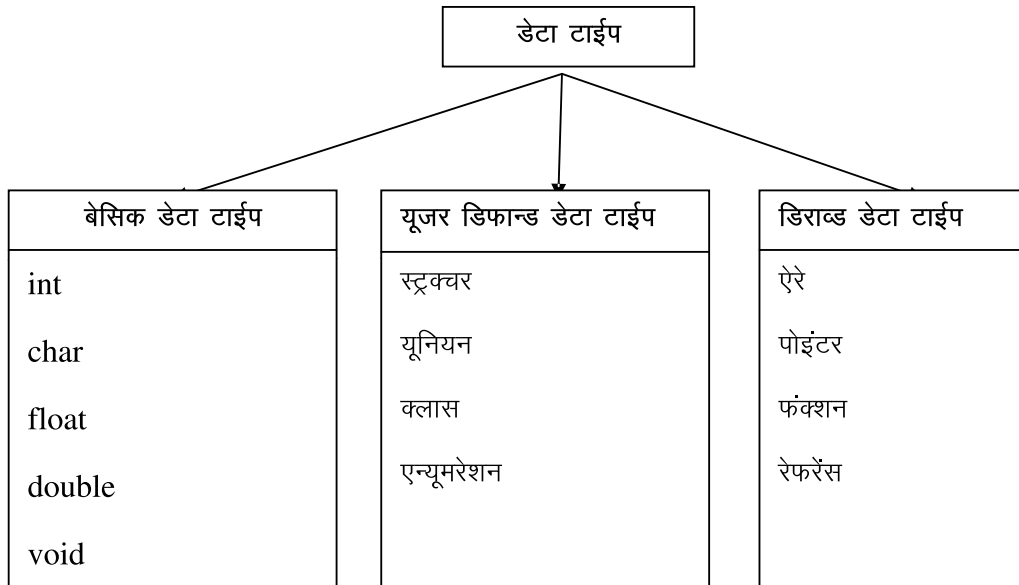 डेटा टाईप
बेसिक डेटा टाईप
int
char
float
double
void
यूजर डिफान्ड डेटा टाईप
स्ट्रक्चर
यूनियन
क्लास
एन्यूमरेशन
डिराव्ड डेटा टाईप
ऐरे
पोइंटर
फंक्शन
रेफरेंस